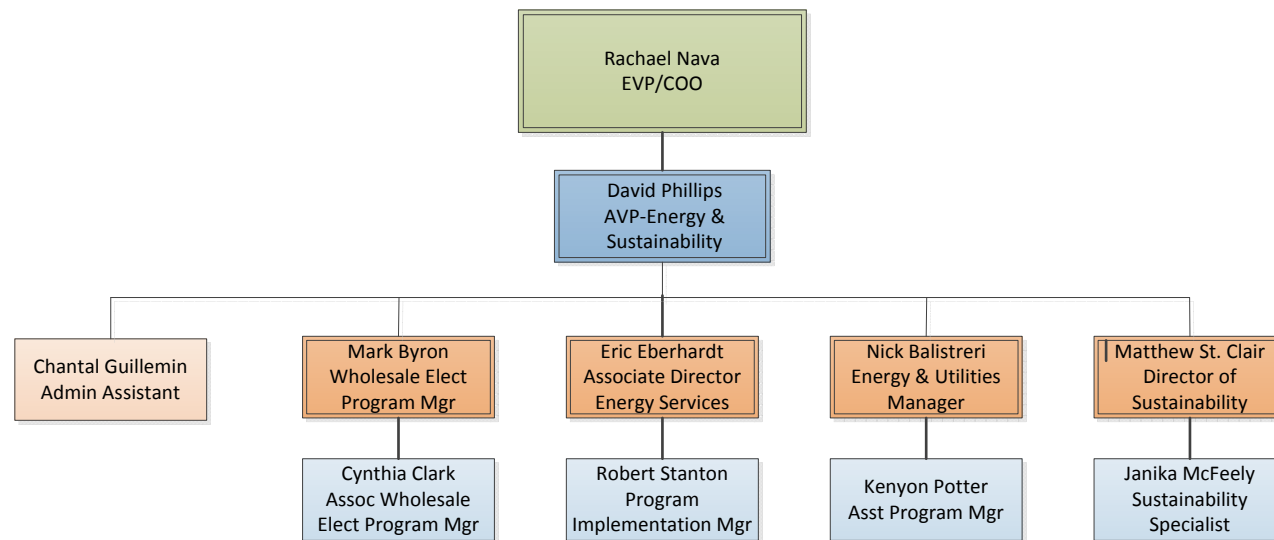 Rachael Nava
EVP/COO
David Phillips
AVP-Energy &
Sustainability
Chantal Guillemin
Admin Assistant
Mark Byron
Wholesale Elect
Program Mgr
Eric Eberhardt
Associate Director
Energy Services
Nick Balistreri
Energy & Utilities
Manager
Matthew St. Clair
Director of
Sustainability
Cynthia Clark
Assoc Wholesale
Elect Program Mgr
Robert Stanton
Program
Implementation Mgr
Kenyon Potter
Asst Program Mgr
Janika McFeely
Sustainability
Specialist